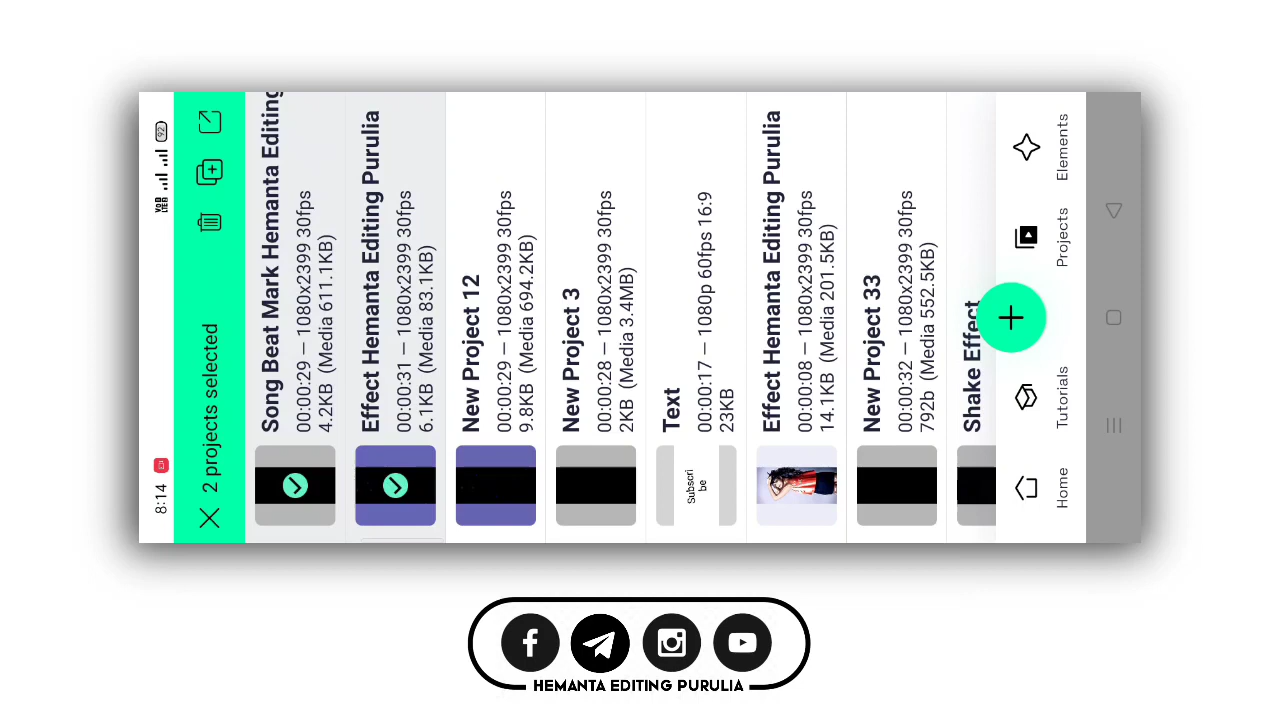 8:14
VoD
LTE
92
2 projects selected
Song Beat Mark Hemanta Editing
00:00:29 — 1080x2399 30fps
4.2KB (Media 611.1KB)
Effect Hemanta Editing Purulia
00:00:31 — 1080x2399 30fps
6.1KB (Media 83.1KB)
New Project 12
00:00:29 — 1080x2399 30fps
9.8KB (Media 694.2KB)
New Project 3
00:00:28 — 1080x2399 30fps
2KB (Media 3.4MB)
Subscri
be
Text
00:00:17 — 1080p 60fps 16:9
23KB
Effect Hemanta Editing Purulia
00:00:08 — 1080x2399 30fps
14.1KB (Media 201.5KB)
New Project 33
00:00:32 — 1080x2399 30fps
792b (Media 552.5KB)
Shake Effect
Home
Tutorials
Projects
Elements
HEMANTA EDITING PURULIA